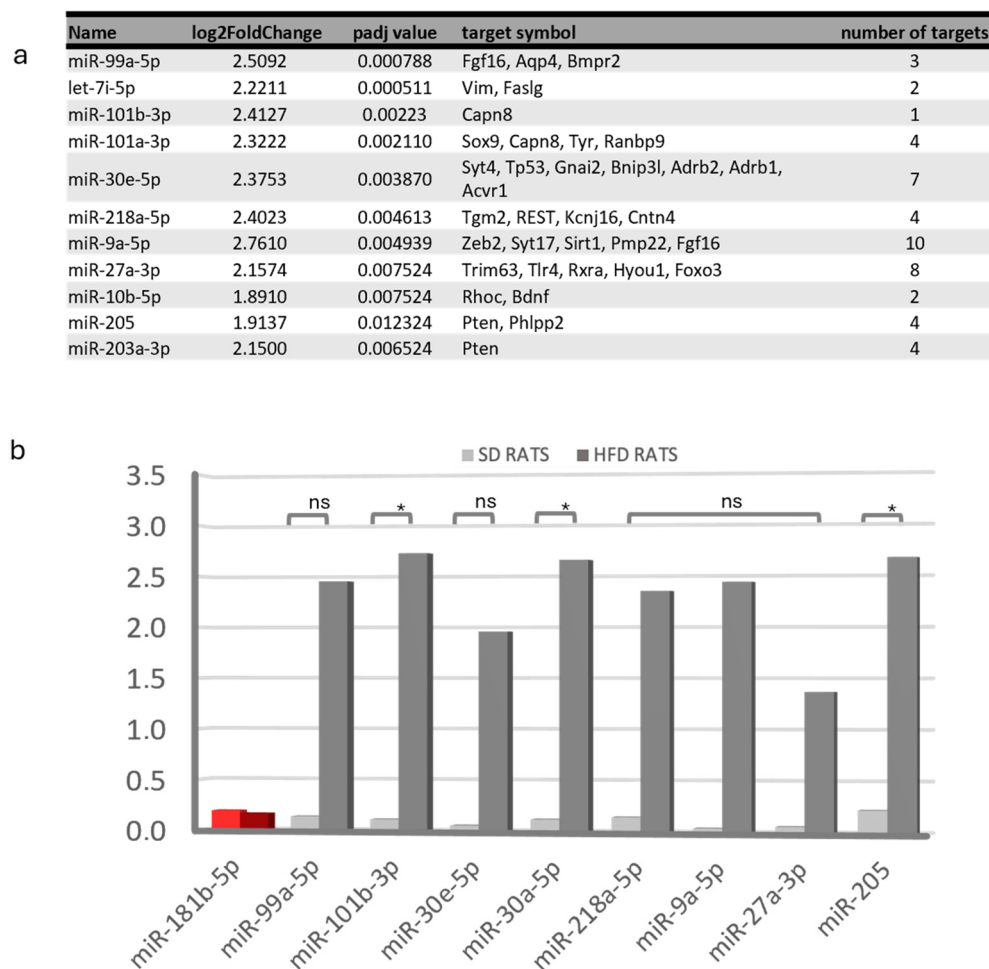 a
Name log2FoldChange padj value target symbol number of targets
miR-99a-5p 2.5092 0.000788 Fgf16, Aqp4, Bmpr2 3
let-7i-5p 2.2211 0.000511 Vim, Faslg 2
miR-101b-3p 2.4127 0.00223 Capn8 1
miR-101a-3p 2.3222 0.002110 Sox9, Capn8, Tyr, Ranbp9 4
miR-30e-5p 2.3753 0.003870 Syt4, Tp53, Gnai2, Bnip3l, Adrb2, Adrb1, 7
Acvr1
miR-218a-5p 2.4023 0.004613 Tgm2, REST, Kcnj16, Cntn4 4
miR-9a-5p 2.7610 0.004939 Zeb2, Syt17, Sirt1, Pmp22, Fgf16 10
miR-27a-3p 2.1574 0.007524 Trim63, Tlr4, Rxra, Hyou1, Foxo3 8
miR-10b-5p 1.8910 0.007524 Rhoc, Bdnf 2
miR-205 1.9137 0.012324 Pten, Phlpp2 4
miR-203a-3p 2.1500 0.006524 Pten 4
b
SD RATS HFD RATS
3.5
ns * ns * ns *
3.0
2.5
2.0
1.5
1.0
0.5
0.0
miR-181b-5p miR-99a-5p miR-101b-3p miR-30e-5p miR-30a-5p miR-218a-5p miR-9a-5p miR-27a-3p miR-205